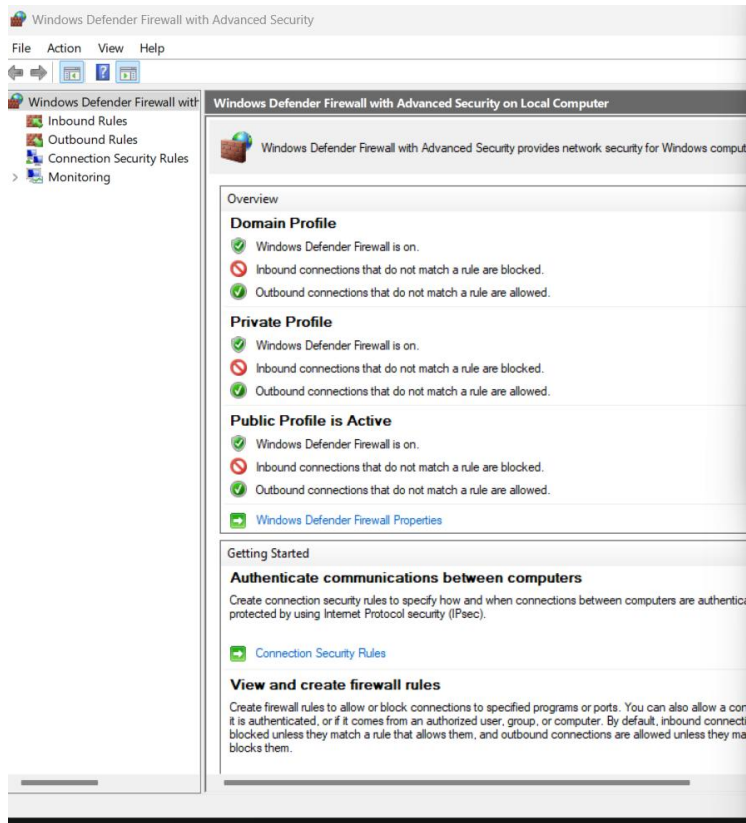 Windows Defender Firewall with Advanced Security
File Action View Help
Windows Defender Firewall with
Inbound Rules
Outbound Rules
Connection Security Rules
Monitoring
Windows Defender Firewall with Advanced Security on Local Computer
Windows Defender Firewall with Advanced Security provides network security for Windows comput
Overview
Domain Profile
Windows Defender Firewall is on.
Inbound connections that do not match a rule are blocked.
Outbound connections that do not match a rule are allowed.
Private Profile
Windows Defender Firewall is on.
Inbound connections that do not match a rule are blocked.
Outbound connections that do not match a rule are allowed.
Public Profile is Active
Windows Defender Firewall is on.
Inbound connections that do not match a rule are blocked.
Outbound connections that do not match a rule are allowed.
Windows Defender Firewall Properties
Getting Started
Authenticate communications between computers
Create connection security rules to specify how and when connections between computers are authentica
protected by using Internet Protocol security (IPsec).
Connection Security Rules
View and create firewall rules
Create firewall rules to allow or block connections to specified programs or ports. You can also allow a con
it is authenticated, or if it comes from an authorized user, group, or computer. By default, inbound connecti
blocked unless they match a rule that allows them, and outbound connections are allowed unless they ma
blocks them.